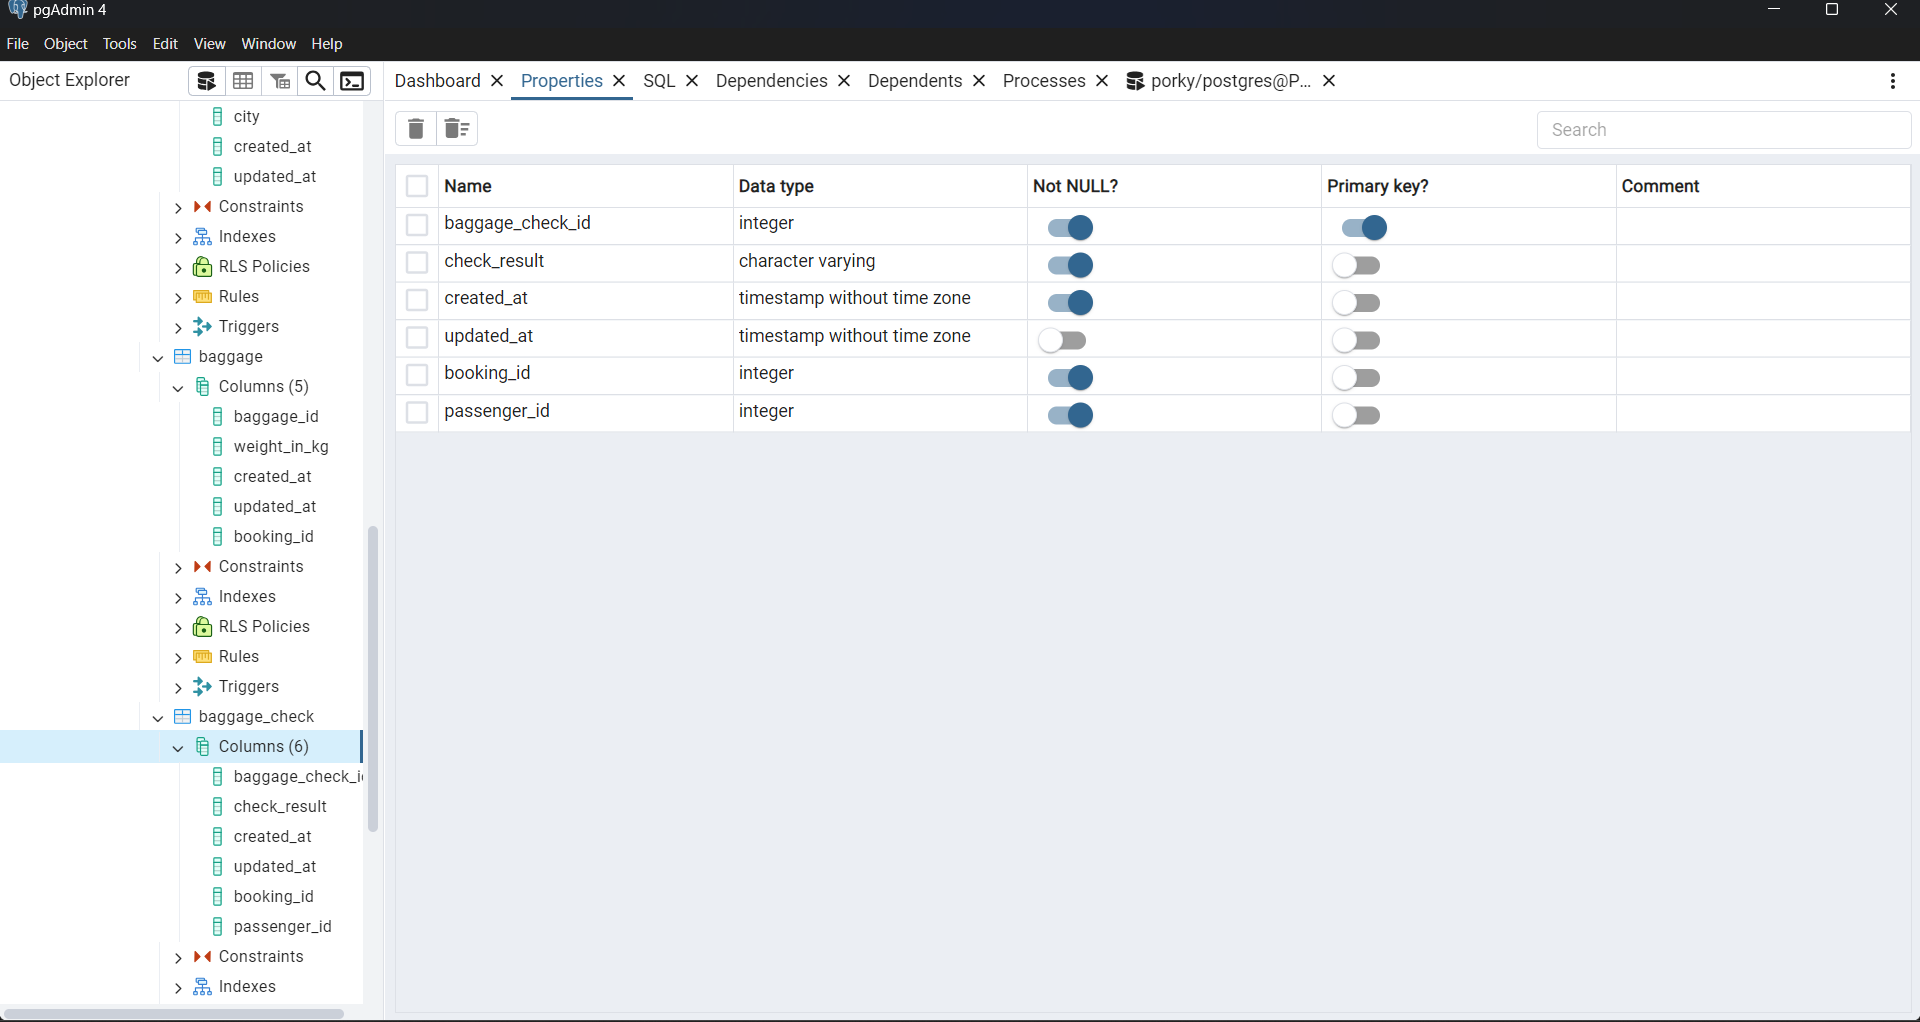 pgAdmin 4
File Object Tools Edit View Window Help
Object Explorer
Dashboard Properties SQL Dependencies Dependents Processes porky/postgres@P...
Search
city
created_at
updated_at
Constraints
Indexes
RLS Policies
Rules
Triggers
baggage
Columns (5)
baggage_id
weight_in_kg
created_at
updated_at
booking_id
Constraints
Indexes
RLS Policies
Rules
Triggers
baggage_check
Columns (6)
baggage_check_i
check_result
created_at
updated_at
booking_id
passenger_id
Constraints
Indexes
Name Data type Not NULL? Primary key? Comment
baggage_check_id integer
check_result character varying
created_at timestamp without time zone
updated_at timestamp without time zone
booking_id integer
passenger_id integer